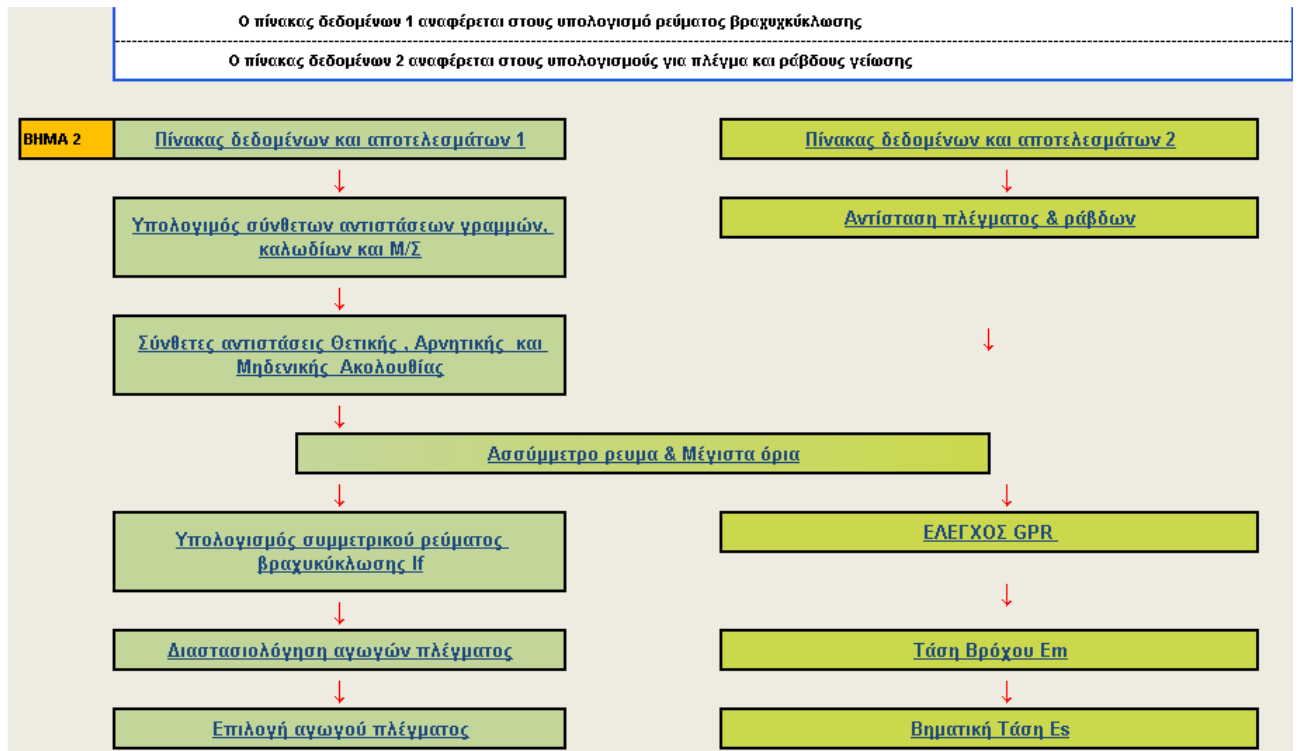 Ο πίνακας δεδομένων 1 αναφέρεται στους υπολογισμό ρεύματος βραχυχκύκλωσης
Ο πίνακας δεδομένων 2 αναφέρεται στους υπολογισμούς για πλέγμα και ράβδους γείωσης
ΒΗΜΑ 2
Πίνακας δεδομένων και αποτελεσμάτων 1
Πίνακας δεδομένων και αποτελεσμάτων 2
Υπολογιμός σύνθετων αντιστάσεων γραμμών,
καλωδίων και Μ/Σ
Αντίσταση πλέγματος & ράβδων
Σύνθετες αντιστάσεις Θετικής , Αρνητικής και
Μηδενικής Ακολουθίας
Ασσύμμετρο ρευμα & Μέγιστα όρια
Υπολογισμός συμμετρικού ρεύματος
βραχυκύκλωσης If
ΕΛΕΓΧΟΣ GPR
Διαστασιολόγηση αγωγών πλέγματος
Τάση Βρόχου Em
Επιλογή αγωγού πλέγματος
Βηματική Τάση Es